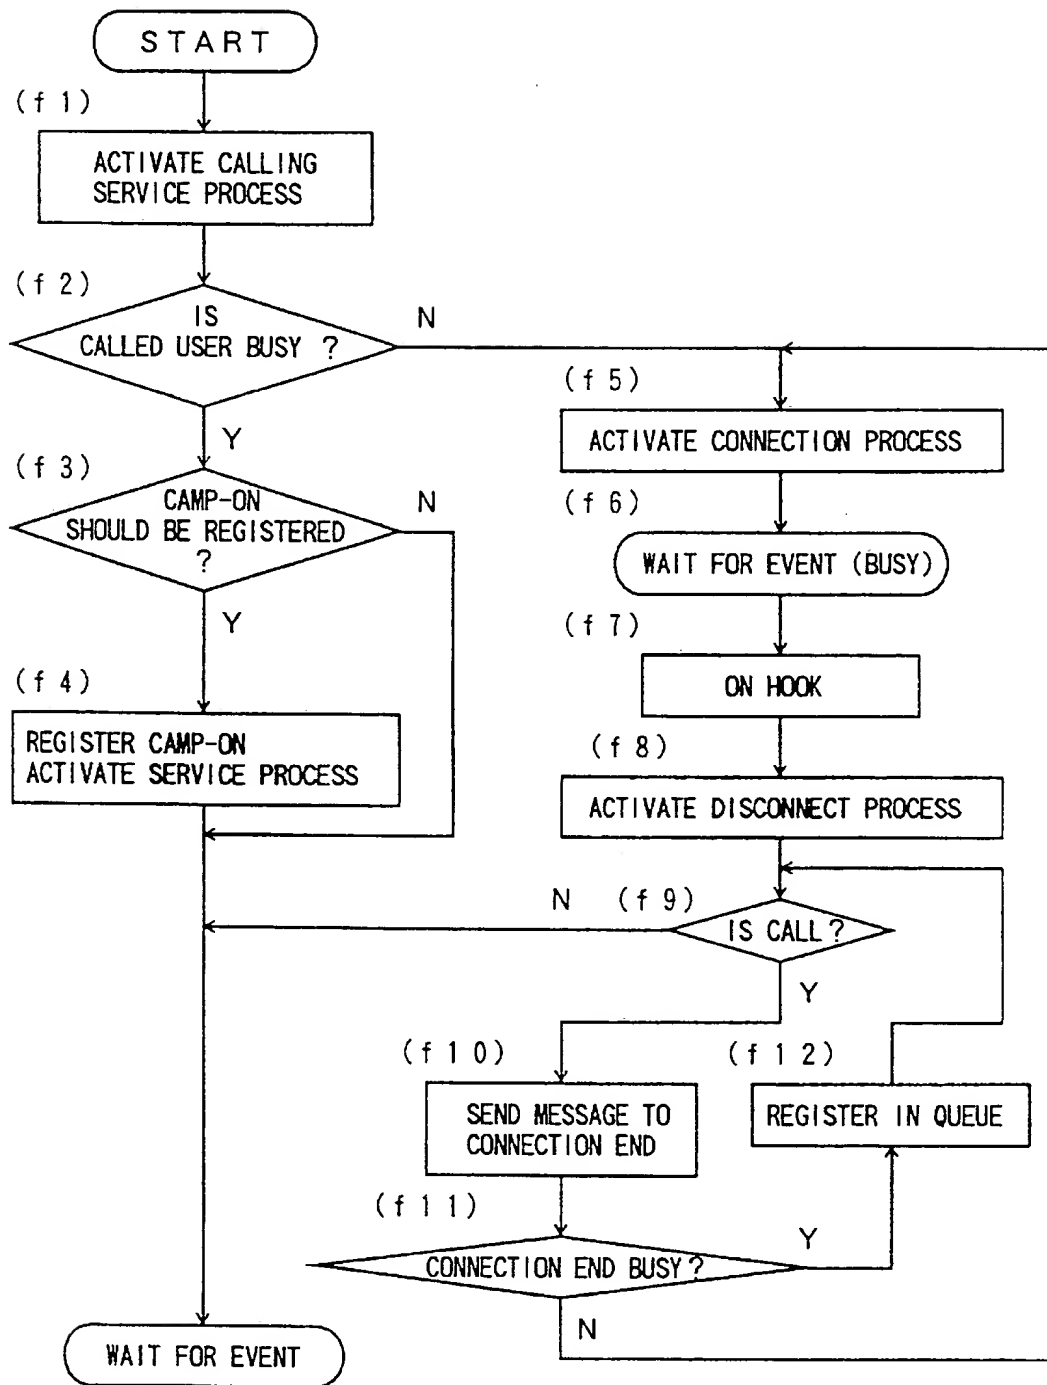 START
(f1)
ACTIVATE CALLING
SERVICE PROCESS
(f2)
IS
CALLED USER BUSY ?
N
Y
(f3)
CAMP-ON
SHOULD BE REGISTERED
?
N
Y
(f4)
REGISTER CAMP-ON
ACTIVATE SERVICE PROCESS
(f5)
ACTIVATE CONNECTION PROCESS
(f6)
WAIT FOR EVENT (BUSY)
(f7)
ON HOOK
(f8)
ACTIVATE DISCONNECT PROCESS
(f9)
IS CALL?
N
Y
(f10)
SEND MESSAGE TO
CONNECTION END
(f11)
CONNECTION END BUSY?
Y
N
(f12)
REGISTER IN QUEUE
WAIT FOR EVENT